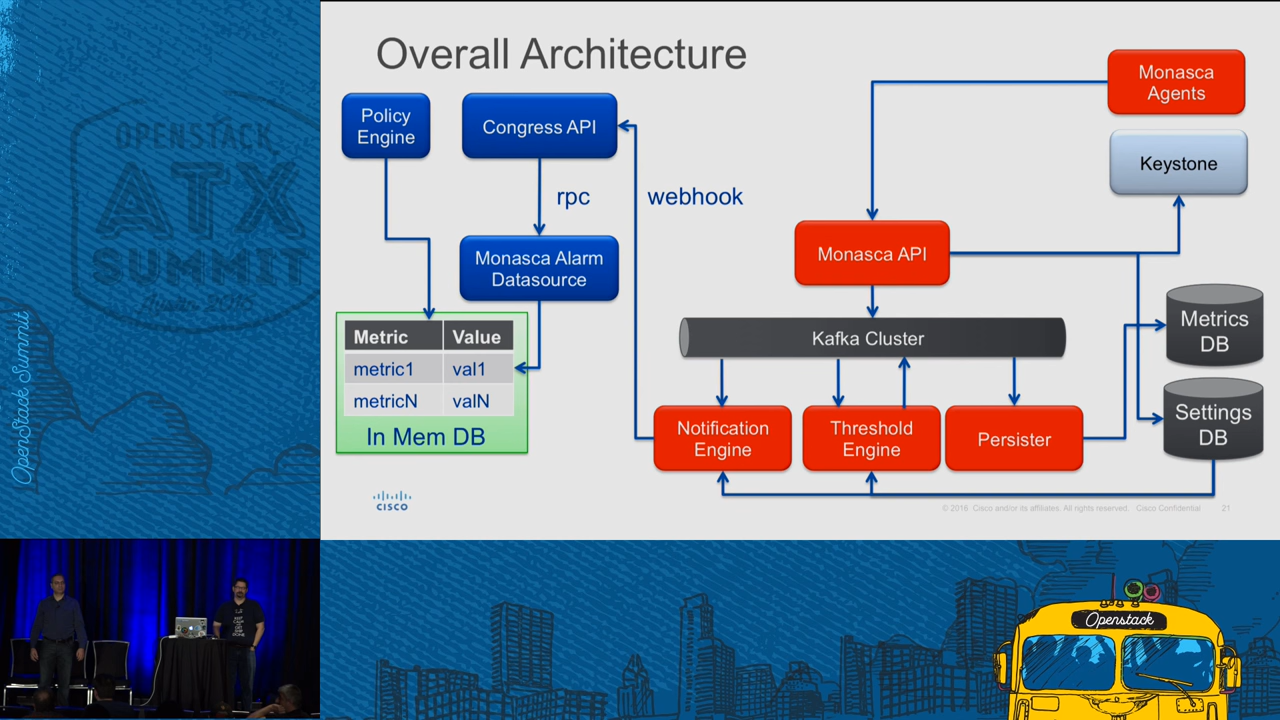 Overall Architecture
Policy
Engine
Congress API
rpc
webhook
Monasca Alarm
Datasource
Metric Value
metric1 val1
metricN valN
In Mem DB
Monasca
Agents
Keystone
Monasca API
Kafka Cluster
Notification
Engine
Threshold
Engine
Persister
Metrics
DB
Settings
DB
CISCO
© 2016 Cisco and/or its affiliates. All rights reserved. Cisco Confidential 21
OPENSTACK
ATX
SUMMIT
OpenStack Summit
Openstack